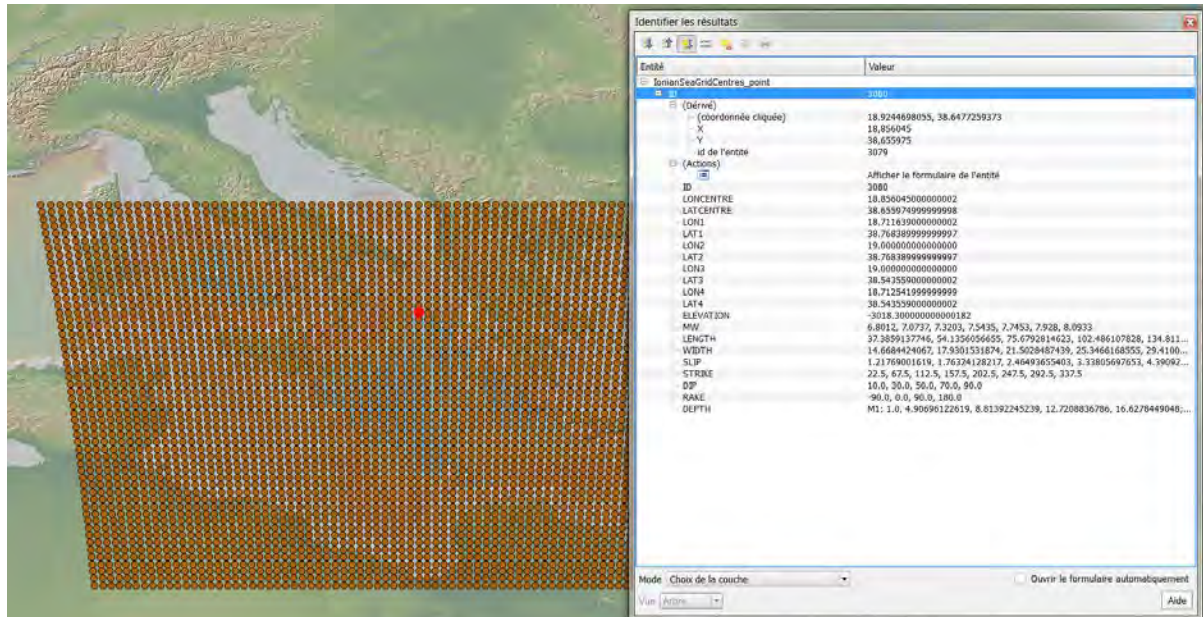 Identifier les résultats
Entité Valeur
IonianSeaGridCentres_point
ID 3080
(Dérivé)
(coordonnée cliquée) 18.9244698055, 38.6477259373
X 18,856045
Y 38,655975
id de l'entité 3079
(Actions)
Afficher le formulaire de l'entité
ID 3080
LONCENTRE 18.856045000000002
LATCENTRE 38.655974999999998
LON1 18.711639000000002
LAT1 38.768389999999997
LON2 19.000000000000000
LAT2 38.768389999999997
LON3 19.000000000000000
LAT3 38.543559000000002
LON4 18.712541999999999
LAT4 38.543559000000002
ELEVATION -3018.300000000000182
MW 6.8012, 7.0737, 7.3203, 7.5435, 7.7453, 7.928, 8.0933
LENGTH 37.3859137746, 54.1356056655, 75.6792814623, 102.486107828, 134.811...
WIDTH 14.6684424067, 17.9301531874, 21.5028487439, 25.3466168555, 29.4100...
SLIP 1.21769001619, 1.76324128217, 2.46493655403, 3.33805697653, 4.39092...
STRIKE 22.5, 67.5, 112.5, 157.5, 202.5, 247.5, 292.5, 337.5
DIP 10.0, 30.0, 50.0, 70.0, 90.0
RAKE -90.0, 0.0, 90.0, 180.0
DEPTH M1: 1.0, 4.90696122619, 8.81392245239, 12.7208836786, 16.6278449048;...
Mode Choix de la couche Ouvrir le formulaire automatiquement
Vue Arbre Aide